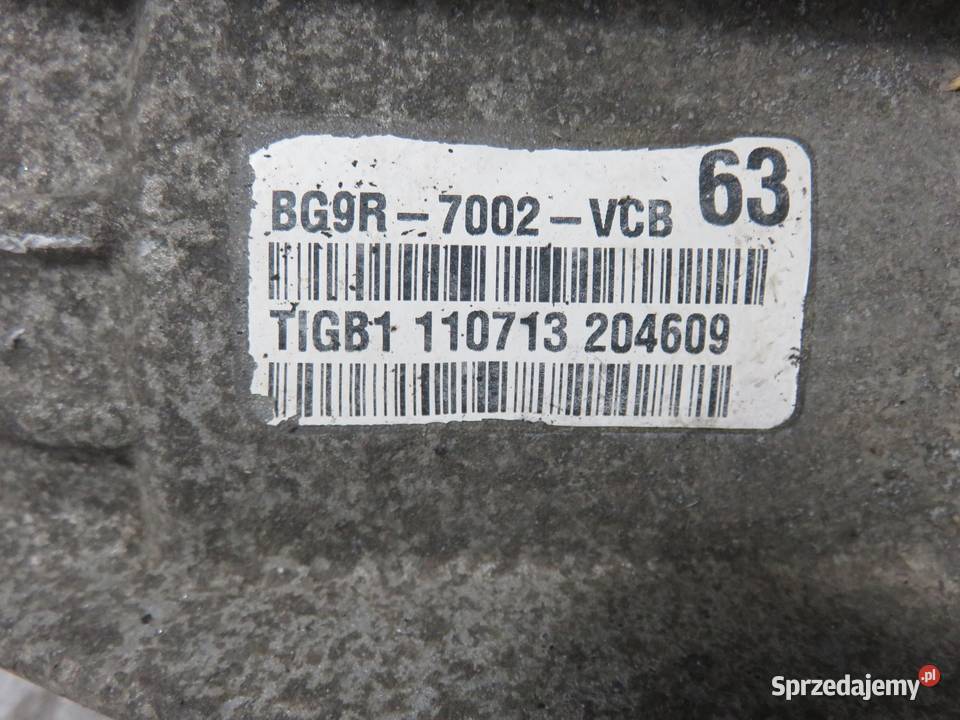 63
BG9R-7002-VCB
TIGB1 110713 204609
Sprzedajemy.pl